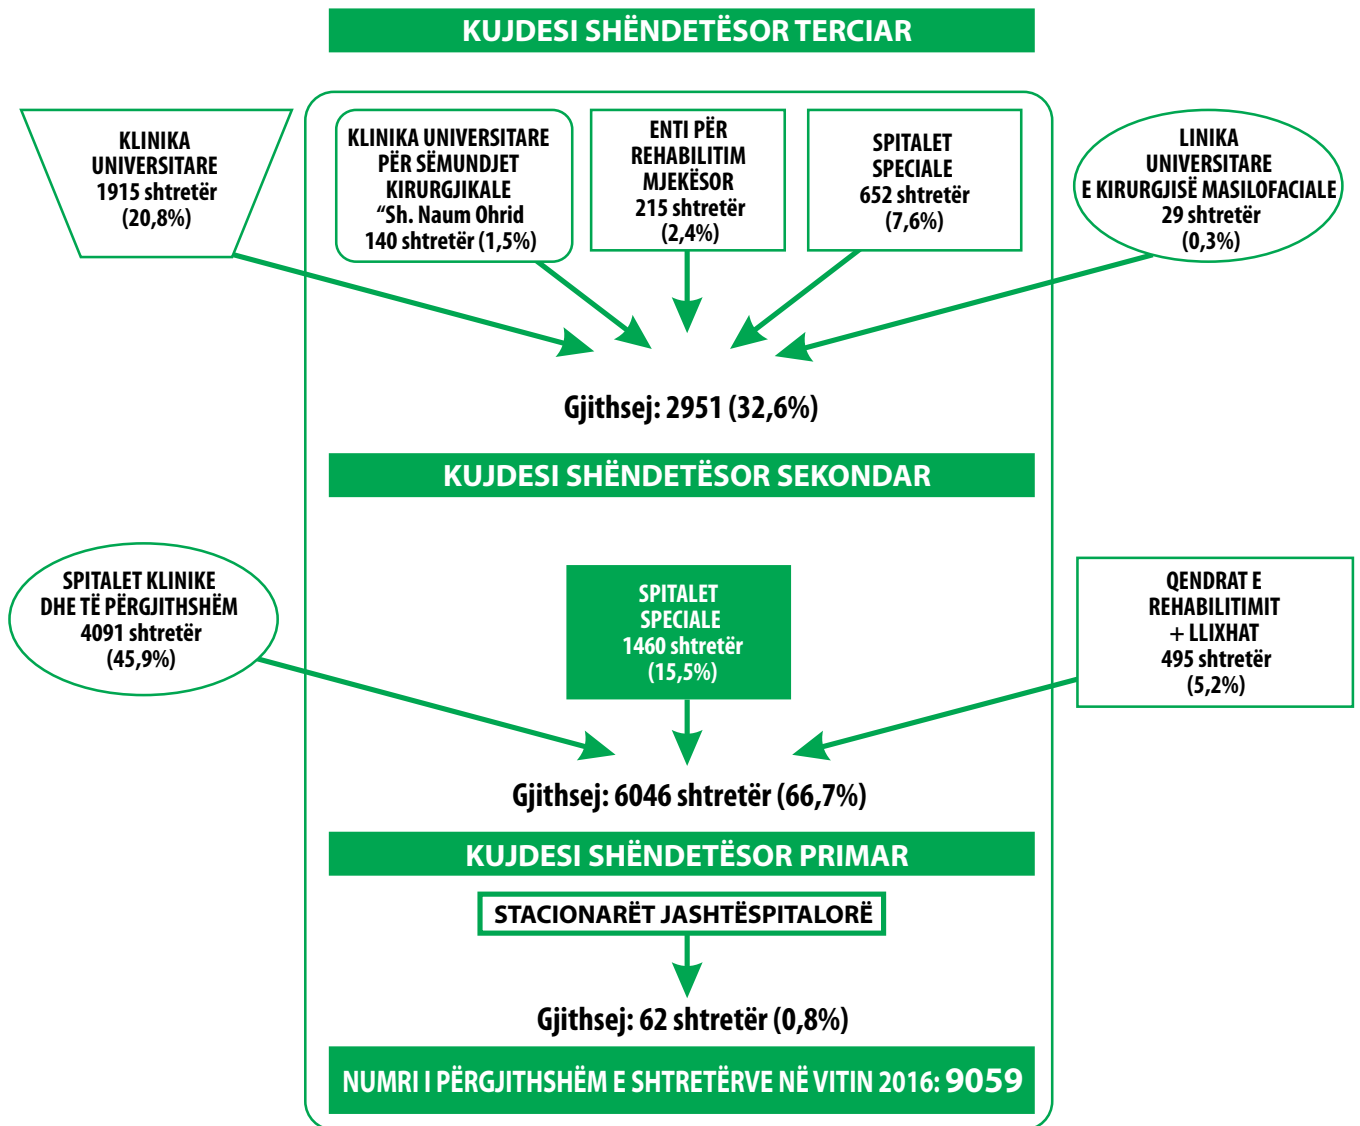 KUJDESI SHËNDETËSOR TERCIAR
KLINIKA
UNIVERSITARE
1915 shtretër
(20,8%)
KLINIKA UNIVERSITARE
PËR SËMUNDJET
KIRURGJIKALE
“Sh. Naum Ohrid
140 shtretër (1,5%)
ENTI PËR
REHABILITIM
MJEKËSOR
215 shtretër
(2,4%)
SPITALET
SPECIALE
652 shtretër
(7,6%)
LINIKA
UNIVERSITARE
E KIRURGJISË MASILOFACIALE
29 shtretër
(0,3%)
Gjithsej: 2951 (32,6%)
KUJDESI SHËNDETËSOR SEKONDAR
SPITALET KLINIKE
DHE TË PËRGJITHSHËM
4091 shtretër
(45,9%)
SPITALET
SPECIALE
1460 shtretër
(15,5%)
QENDRAT E
REHABILITIMIT
+ LLIXHAT
495 shtretër
(5,2%)
Gjithsej: 6046 shtretër (66,7%)
KUJDESI SHËNDETËSOR PRIMAR
STACIONARËT JASHTËSPITALORË
Gjithsej: 62 shtretër (0,8%)
NUMRI I PËRGJITHSHËM E SHTRETËRVE NË VITIN 2016: 9059